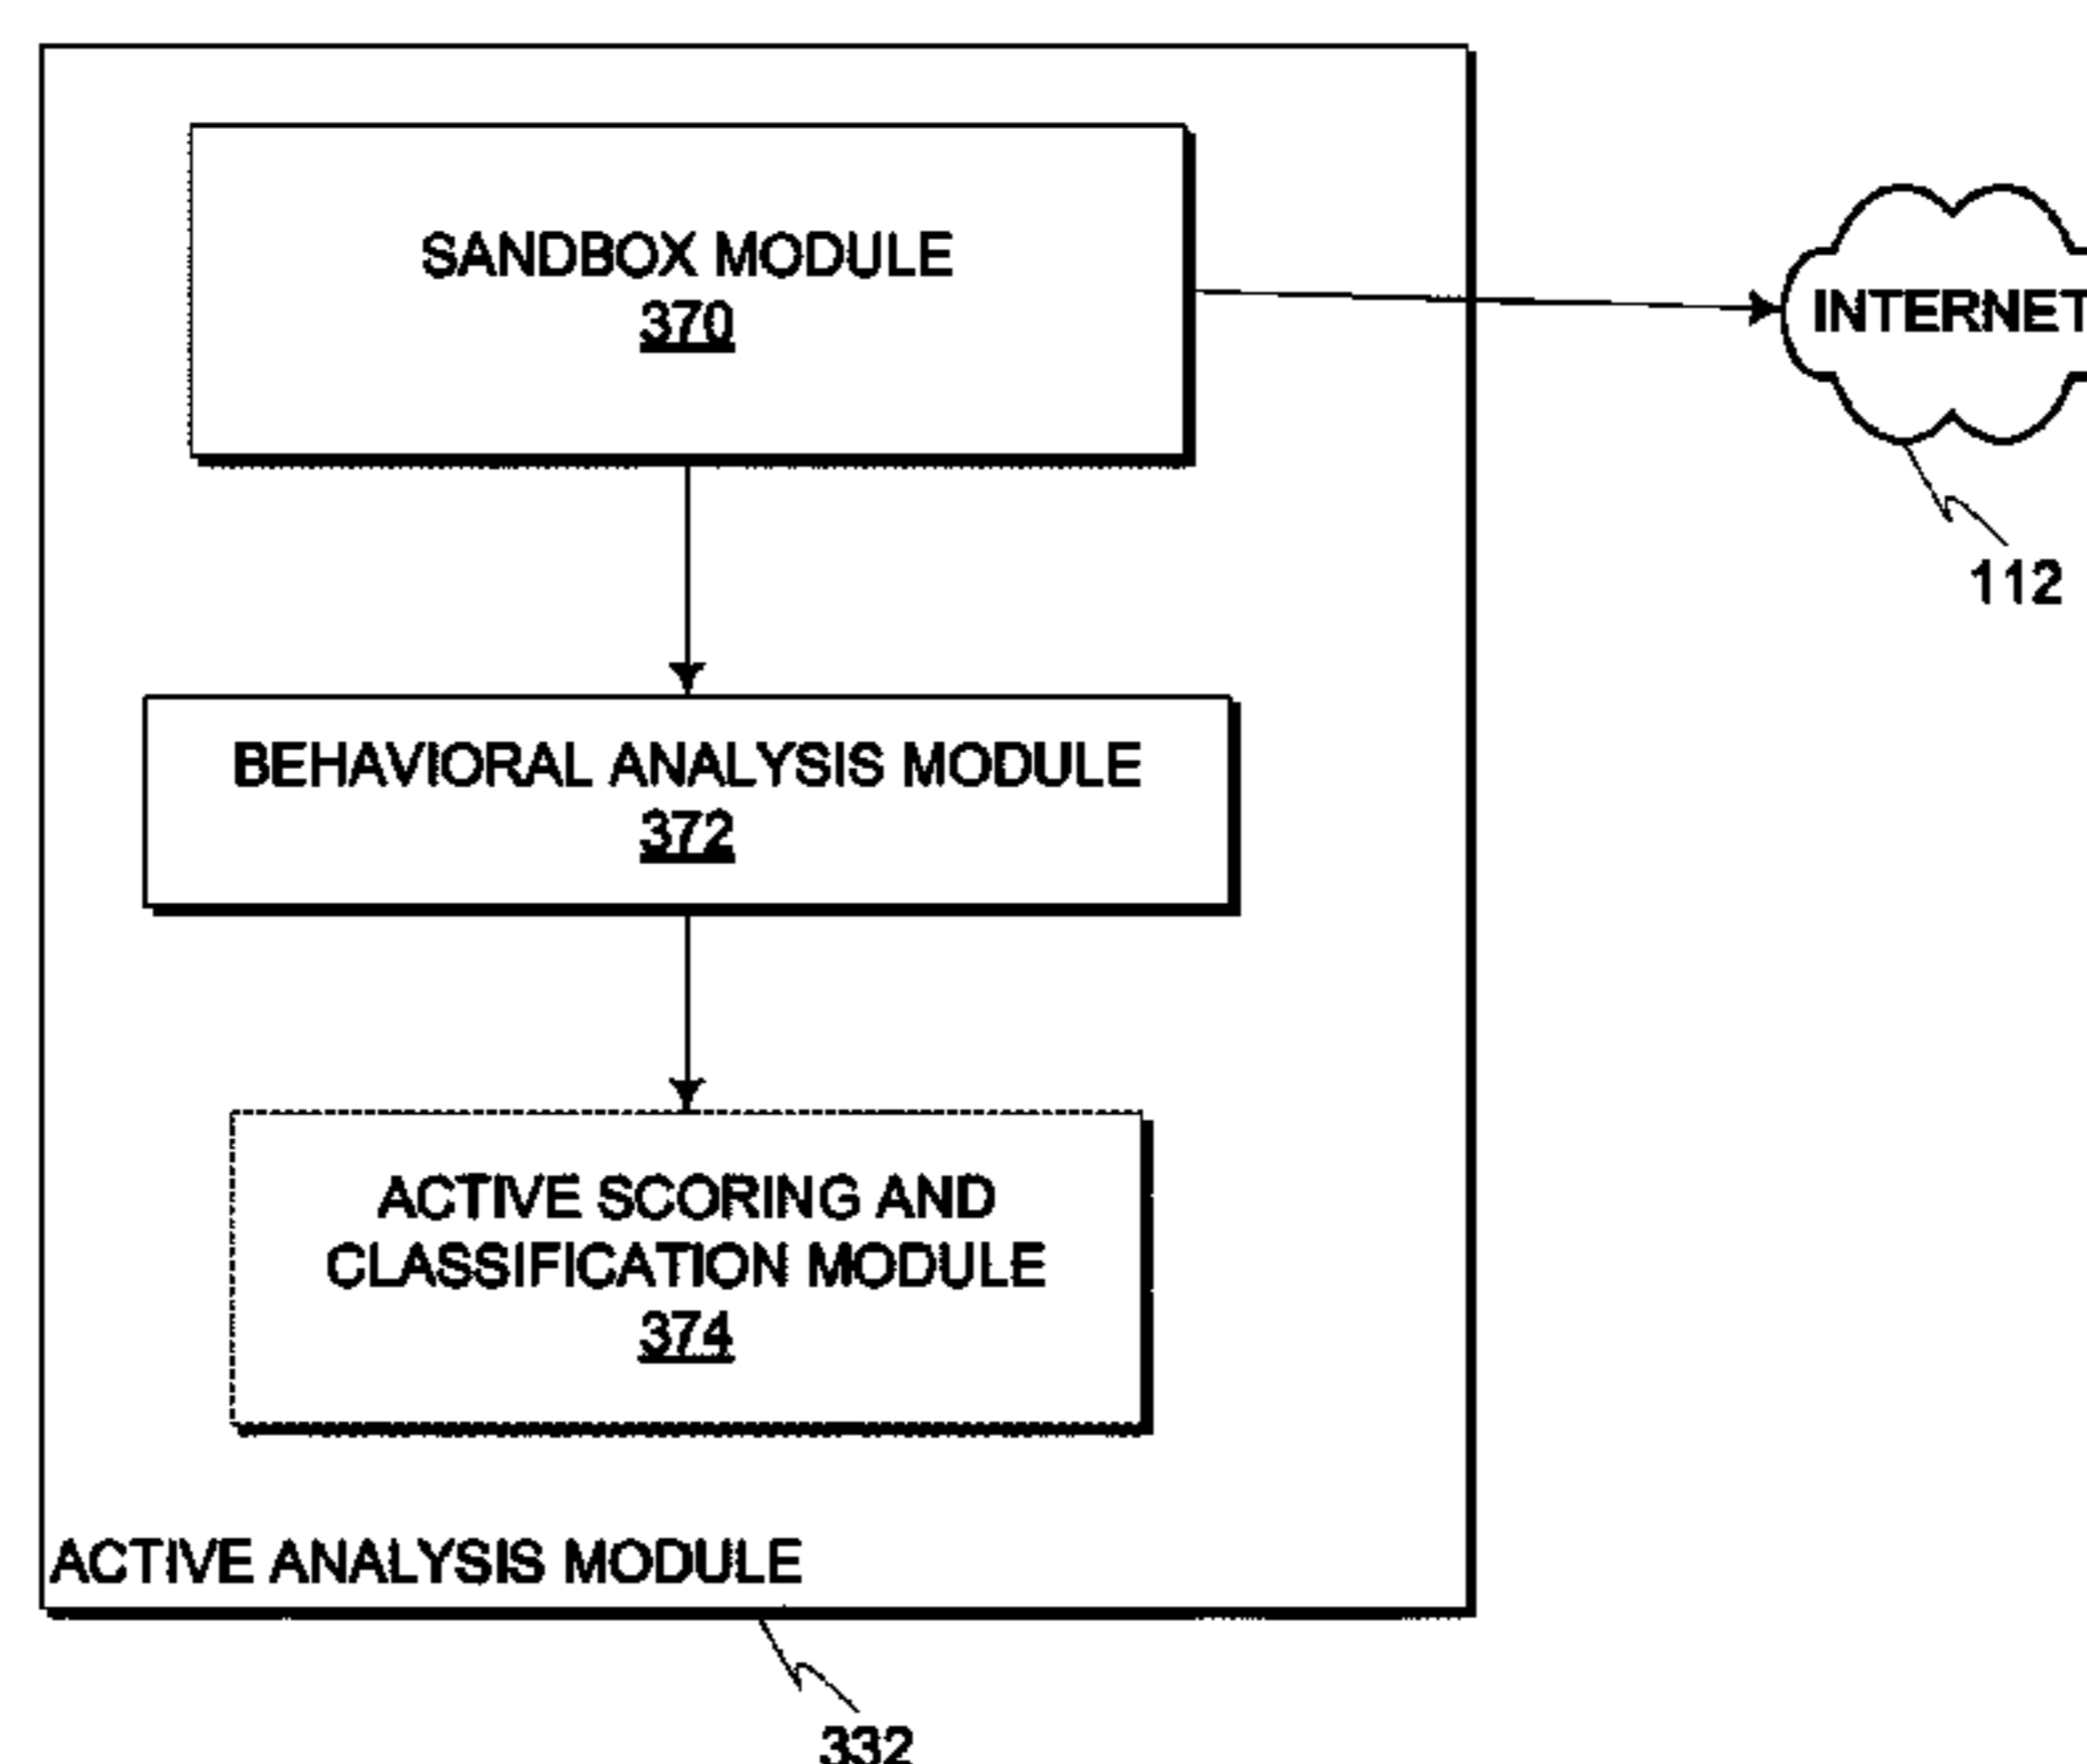 SANDBOX MODULE
370
INTERNET
112
BEHAVIORAL ANALYSIS MODULE
372
ACTIVE SCORING AND
CLASSIFICATION MODULE
374
ACTIVE ANALYSIS MODULE
332